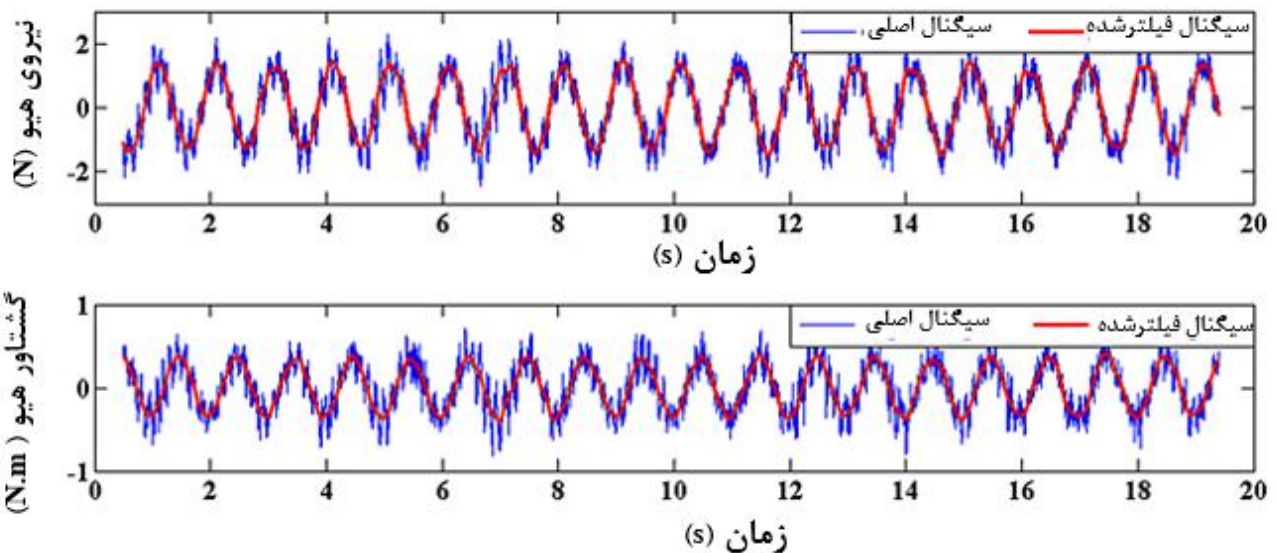 سیگنال اصلی سیگنال فیلترشده
نیروی هیو (N)
2
0
-2
0 2 4 6 8 10 12 14 16 18 20
زمان (s)
سیگنال اصلی سیگنال فیلترشده
گشتاور هیو (N.m)
1
0
-1
0 2 4 6 8 10 12 14 16 18 20
زمان (s)